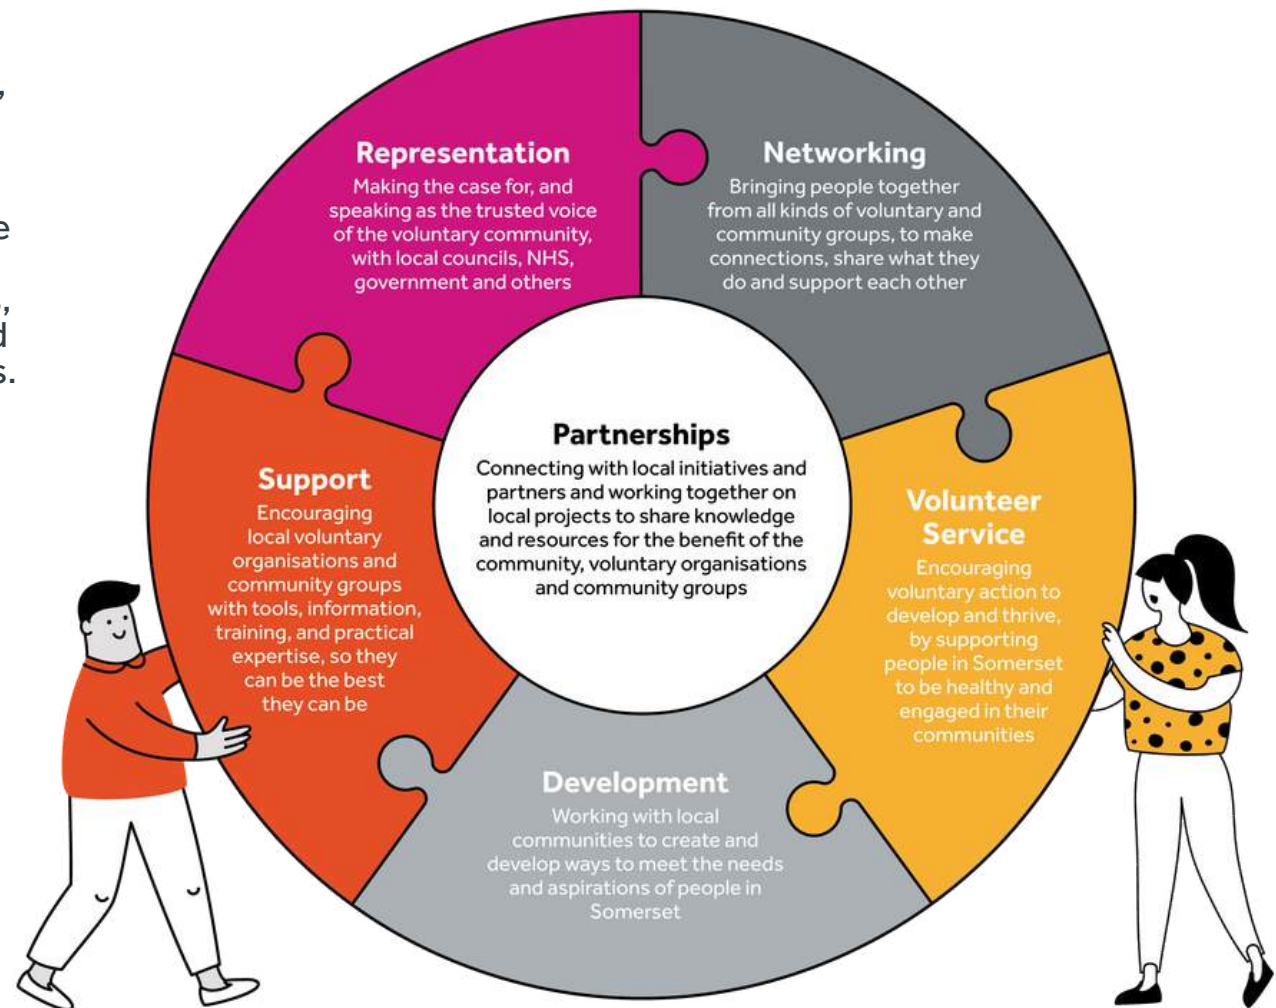 ,
e
,
d
s.
Representation
Making the case for, and
speaking as the trusted voice
of the voluntary community,
with local councils, NHS,
government and others
Networking
Bringing people together
from all kinds of voluntary and
community groups, to make
connections, share what they
do and support each other
Partnerships
Connecting with local initiatives and
partners and working together on
local projects to share knowledge
and resources for the benefit of the
community, voluntary organisations
and community groups
Support
Encouraging
local voluntary
organisations and
community groups
with tools, information,
training, and practical
expertise, so they
can be the best
they can be
Volunteer
Service
Encouraging
voluntary action to
develop and thrive,
by supporting
people in Somerset
to be healthy and
engaged in their
communities
Development
Working with local
communities to create and
develop ways to meet the needs
and aspirations of people in
Somerset